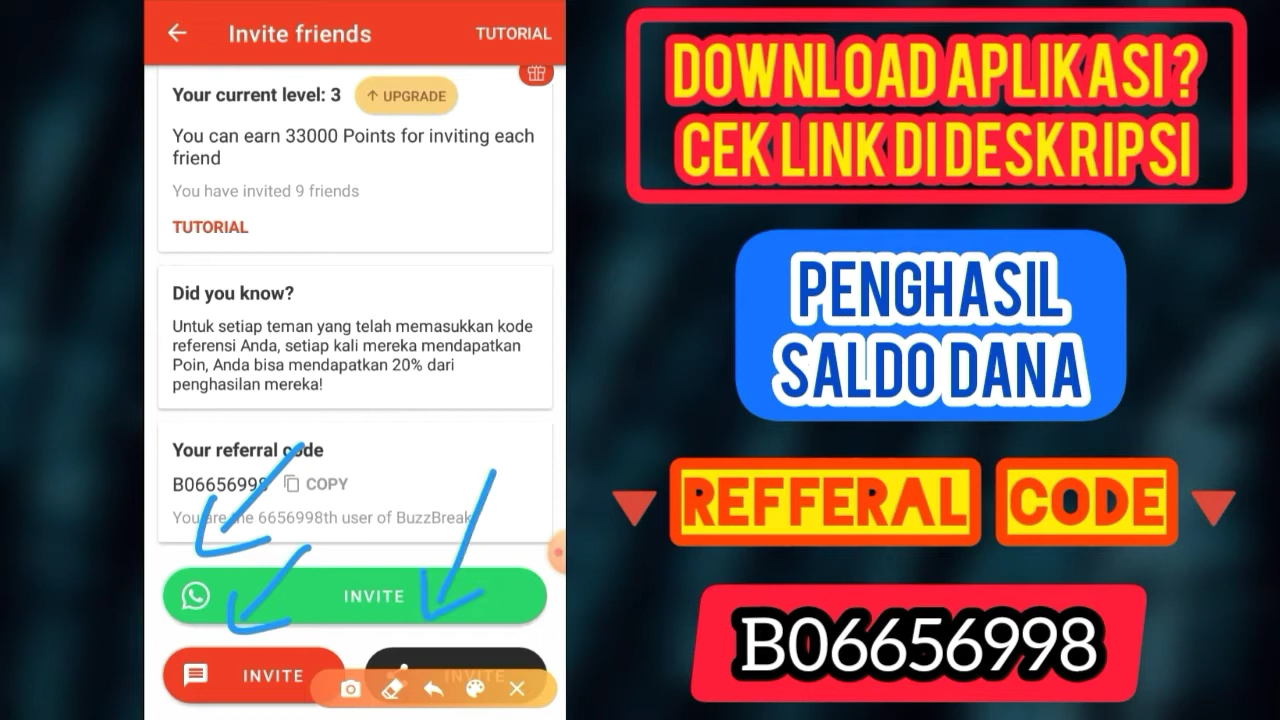 Invite friends
TUTORIAL
Your current level: 3
UPGRADE
You can earn 33000 Points for inviting each
friend
You have invited 9 friends
TUTORIAL
Did you know?
Untuk setiap teman yang telah memasukkan kode
referensi Anda, setiap kali mereka mendapatkan
Poin, Anda bisa mendapatkan 20% dari
penghasilan mereka!
Your referral code
B06656998
COPY
You are the 6656998th user of BuzzBreak
INVITE
INVITE
INVITE
DOWNLOAD APLIKASI ?
CEK LINK DI DESKRIPSI
PENGHASIL
SALDO DANA
REFFERAL CODE
B06656998